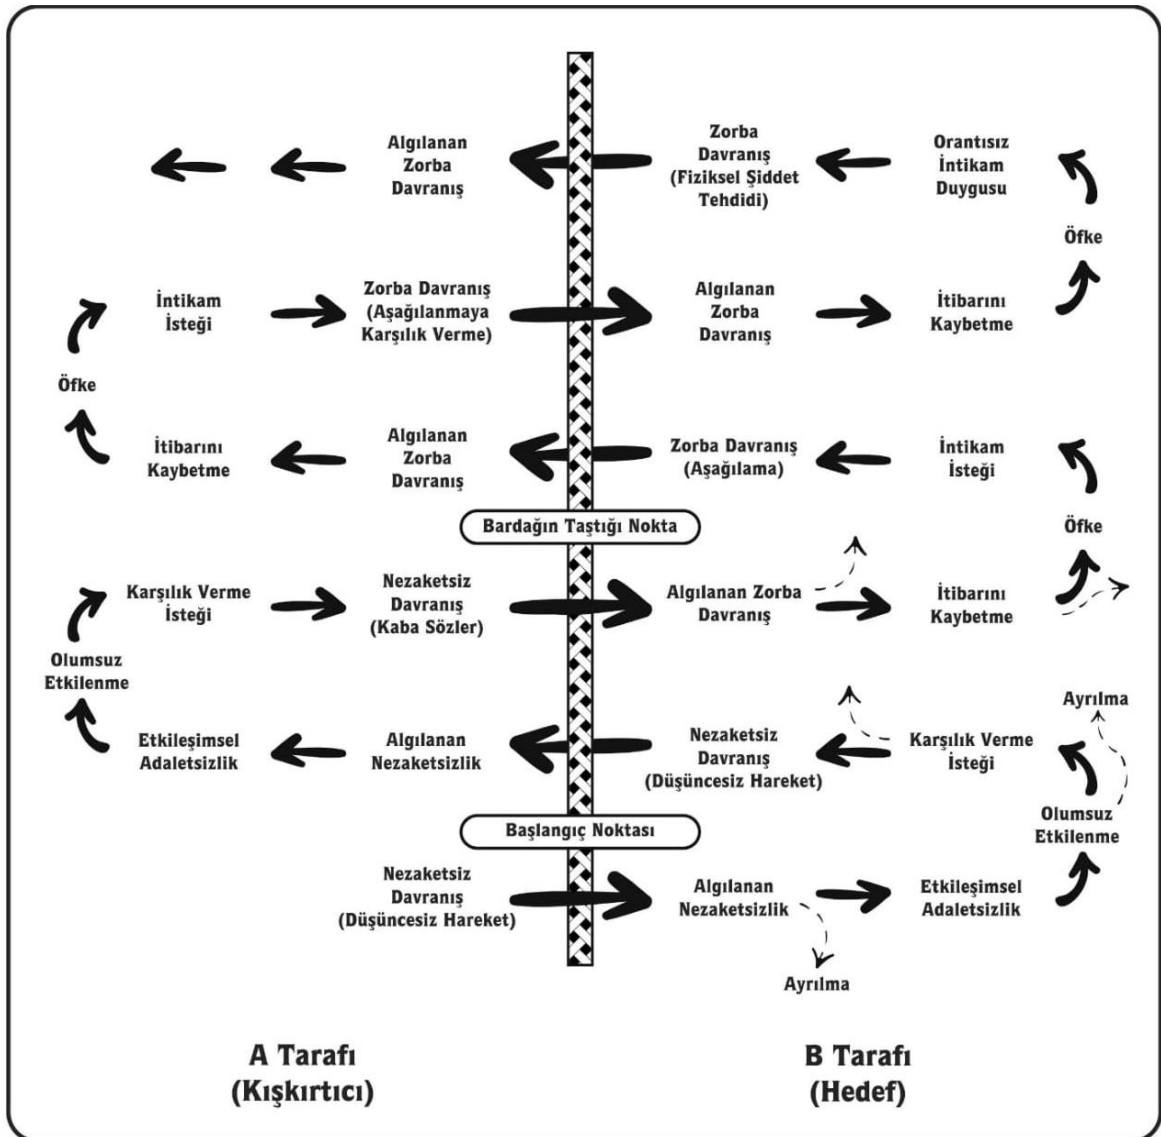 Algılanan
Zorba
Davranış
Zorba
Davranış
(Fiziksel Şiddet
Tehdidi)
Orantısız
İntikam
Duygusu
Öfke
İntikam
İsteği
Zorba Davranış
(Aşağılanmaya
Karşılık Verme)
Algılanan
Zorba
Davranış
İtibarını
Kaybetme
Öfke
İtibarını
Kaybetme
Algılanan
Zorba
Davranış
Zorba Davranış
(Aşağılama)
İntikam
İsteği
Bardağın Taştığı Nokta
Öfke
Karşılık Verme
İsteği
Nezaketsiz
Davranış
(Kaba Sözler)
Algılanan Zorba
Davranış
İtibarını
Kaybetme
Olumsuz
Etkilenme
Ayrılma
Etkileşimsel
Adaletsizlik
Algılanan
Nezaketsizlik
Nezaketsiz
Davranış
(Düşüncesiz Hareket)
Karşılık Verme
İsteği
Olumsuz
Etkilenme
Başlangıç Noktası
Nezaketsiz
Davranış
(Düşüncesiz Hareket)
Algılanan
Nezaketsizlik
Etkileşimsel
Adaletsizlik
Ayrılma
A Tarafı
(Kışkırtıcı)
B Tarafı
(Hedef)